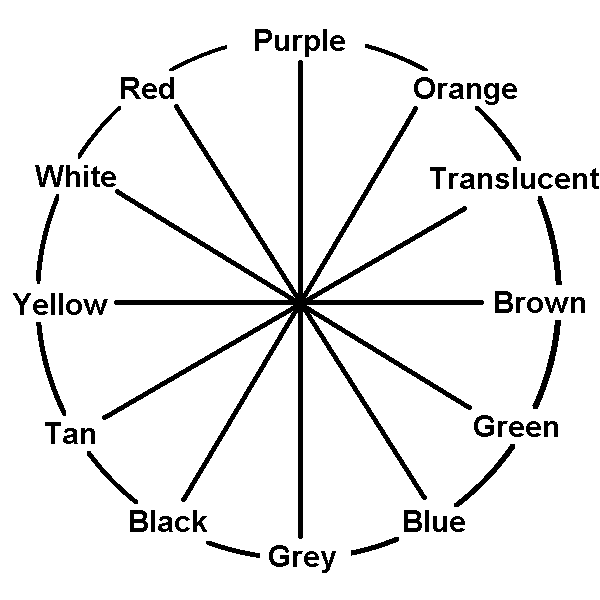 Purple
Red
Orange
White
Translucent
Yellow
Brown
Tan
Green
Black
Blue
Grey